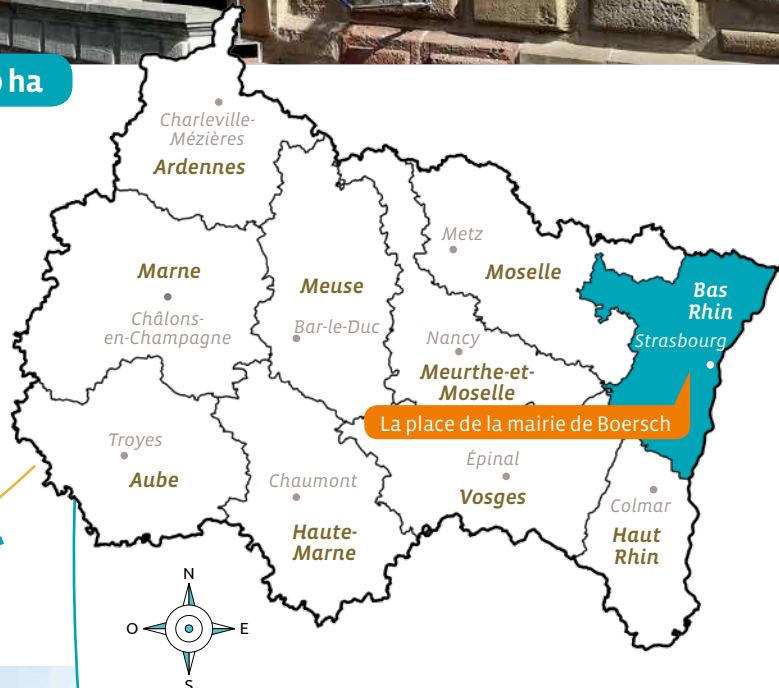 ha
Charleville-
Mézières
Ardennes
Metz
Moselle
Marne
Châlons-
en-Champagne
Meuse
Bar-le-Duc
Nancy
Meurthe-et-
Moselle
Bas
Rhin
Strasbourg
La place de la mairie de Boersch
Troyes
Aube
Chaumont
Haute-
Marne
Épinal
Vosges
Colmar
Haut
Rhin
N
O
E
S